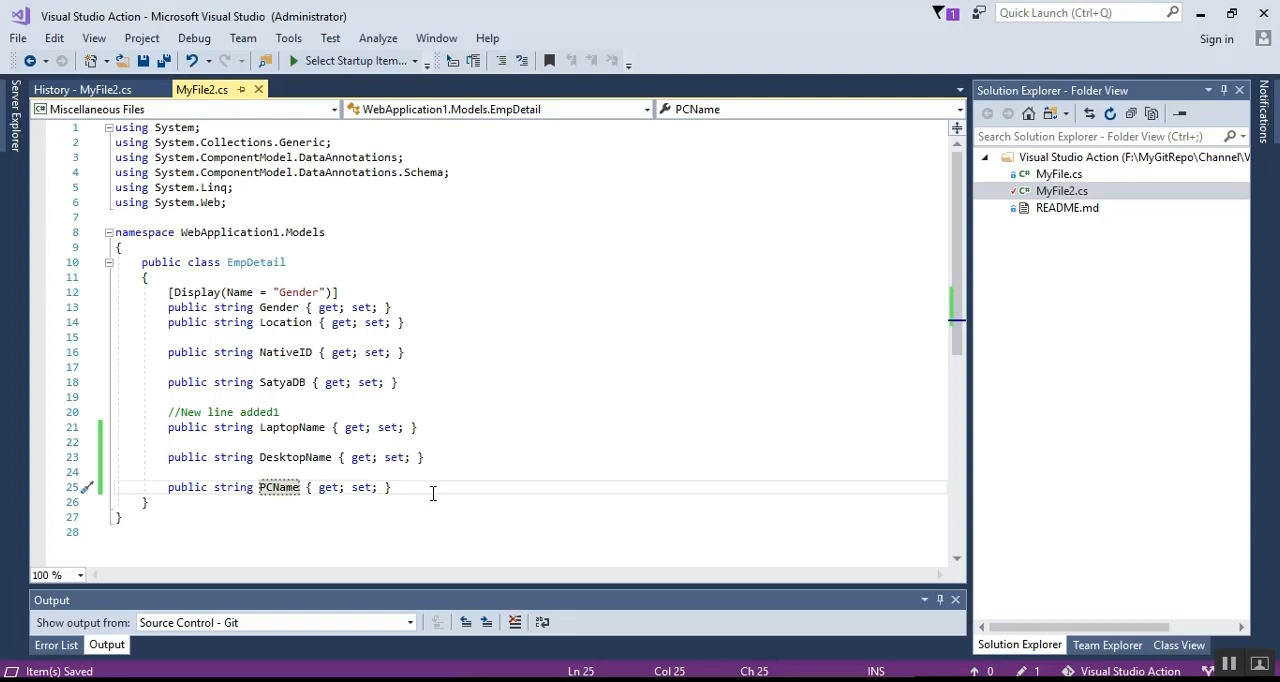 Visual Studio Action - Microsoft Visual Studio (Administrator)
1
Quick Launch (Ctrl+Q)
File Edit View Project Debug Team Tools Test Analyze Window Help
Sign in
Select Startup Item...
Server Explorer
History - MyFile2.cs
MyFile2.cs
Miscellaneous Files
WebApplication1.Models.EmpDetail
PCName
1 using System;
2 using System.Collections.Generic;
3 using System.ComponentModel.DataAnnotations;
4 using System.ComponentModel.DataAnnotations.Schema;
5 using System.Linq;
6 using System.Web;
7
8 namespace WebApplication1.Models
9 {
10 public class EmpDetail
11 {
12 [Display(Name = "Gender")]
13 public string Gender { get; set; }
14 public string Location { get; set; }
15
16 public string NativeID { get; set; }
17
18 public string SatyaDB { get; set; }
19
20 //New line added1
21 public string LaptopName { get; set; }
22
23 public string DesktopName { get; set; }
24
25 public string PCName { get; set; }
26 }
27 }
28
100 %
Output
Show output from: Source Control - Git
Error List Output
Solution Explorer - Folder View
Search Solution Explorer - Folder View (Ctrl+;)
Visual Studio Action (F:\MyGitRepo\Channel\V
C# MyFile.cs
C# MyFile2.cs
README.md
Solution Explorer Team Explorer Class View
Notifications
Item(s) Saved Ln 25 Col 25 Ch 25 INS 0 1 Visual Studio Action